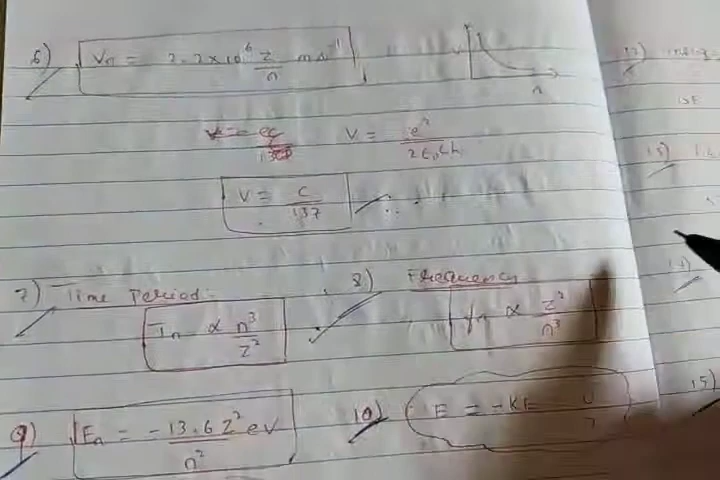 6) Vn = 2.2×10^6 Z/n ms^-1
V
n
V = e²/2ε₀ch
V = C/137
7) Time Period:
Tn ∝ n³/Z²
8) Frequency
fn ∝ Z²/n³
9) En = -13.6 Z²/n² eV
10) E = -KE
15)